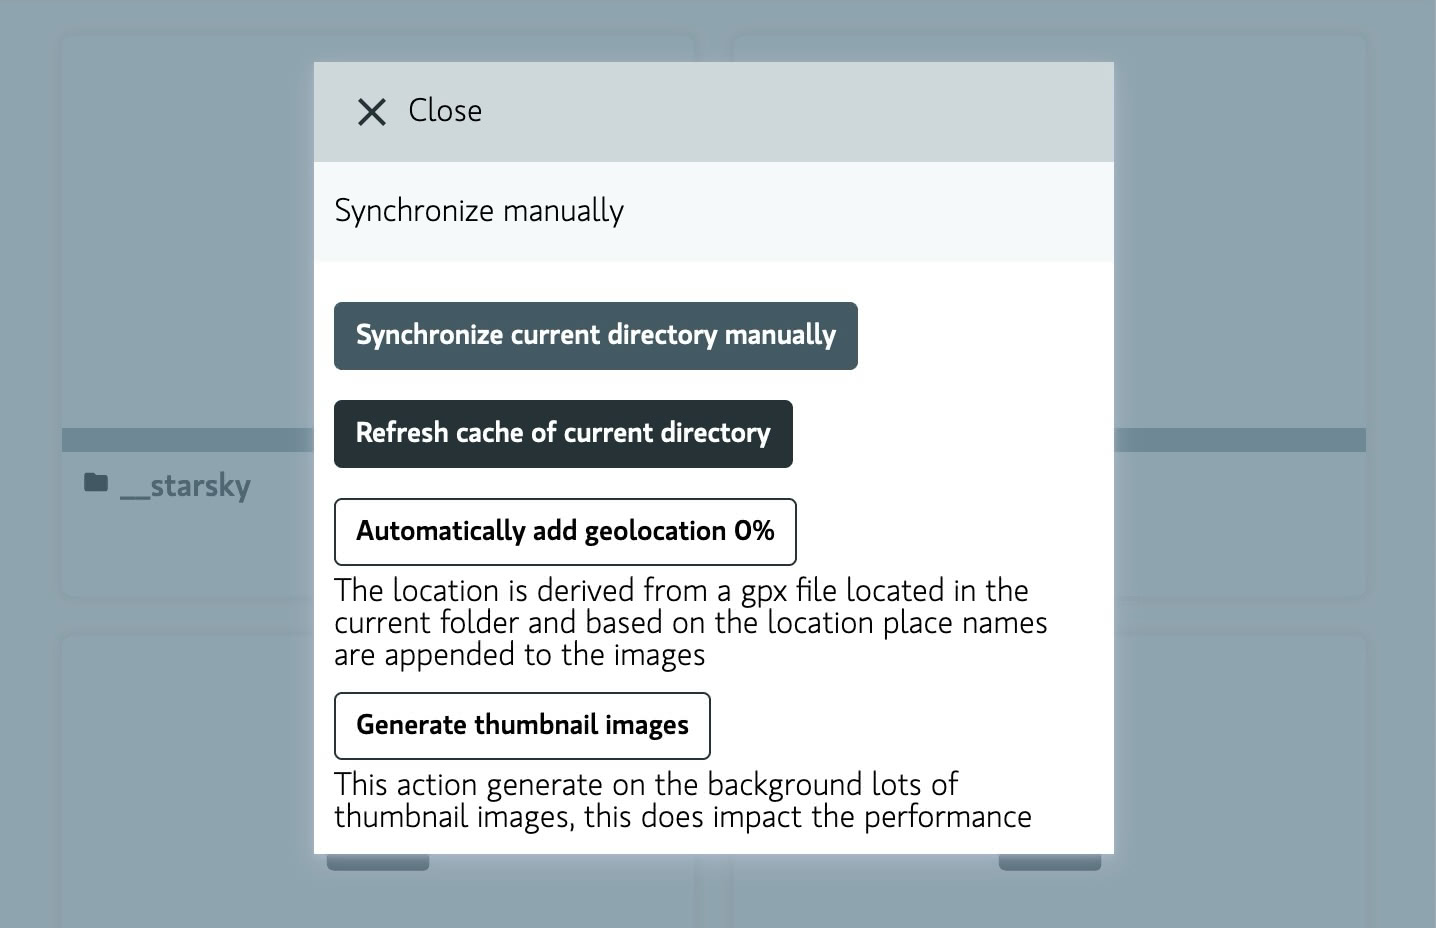 Close
Synchronize manually
Synchronize current directory manually
Refresh cache of current directory
__starsky
Automatically add geolocation 0%
The location is derived from a gpx file located in the
current folder and based on the location place names
are appended to the images
Generate thumbnail images
This action generate on the background lots of
thumbnail images, this does impact the performance